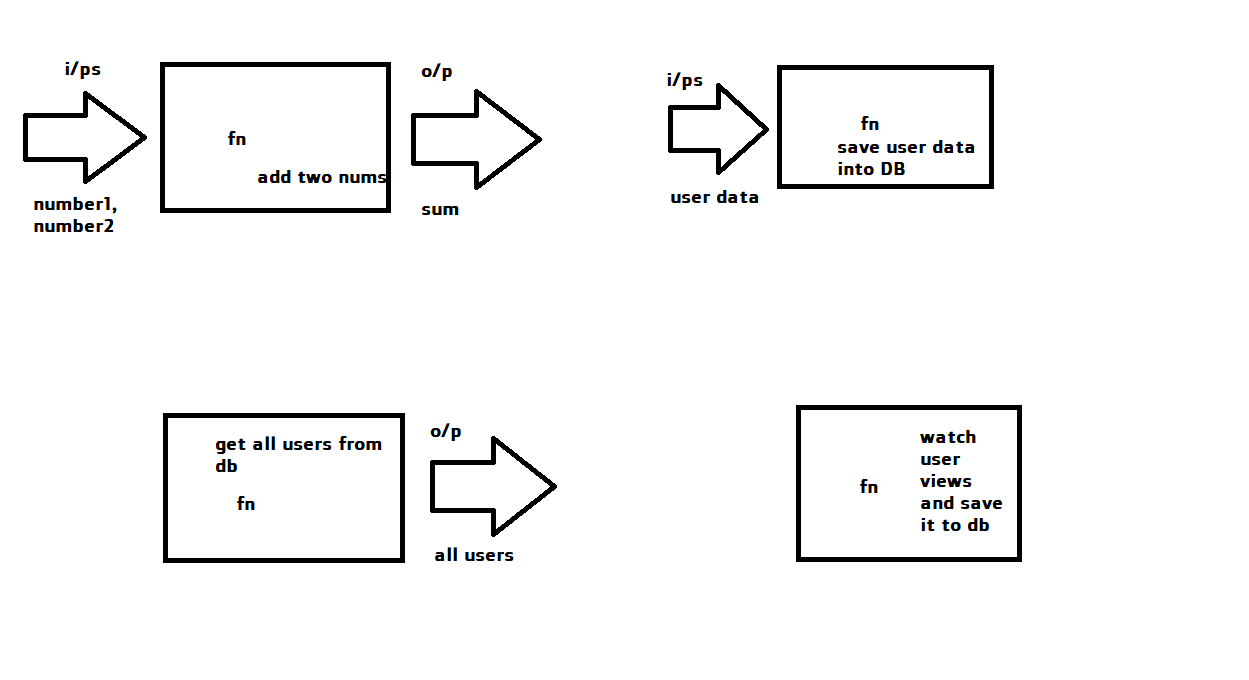 i/ps
fn
add two nums
number1,
number2
o/p
sum
i/ps
fn
save user data
into DB
user data
get all users from
db
fn
o/p
all users
fn
watch
user
views
and save
it to db